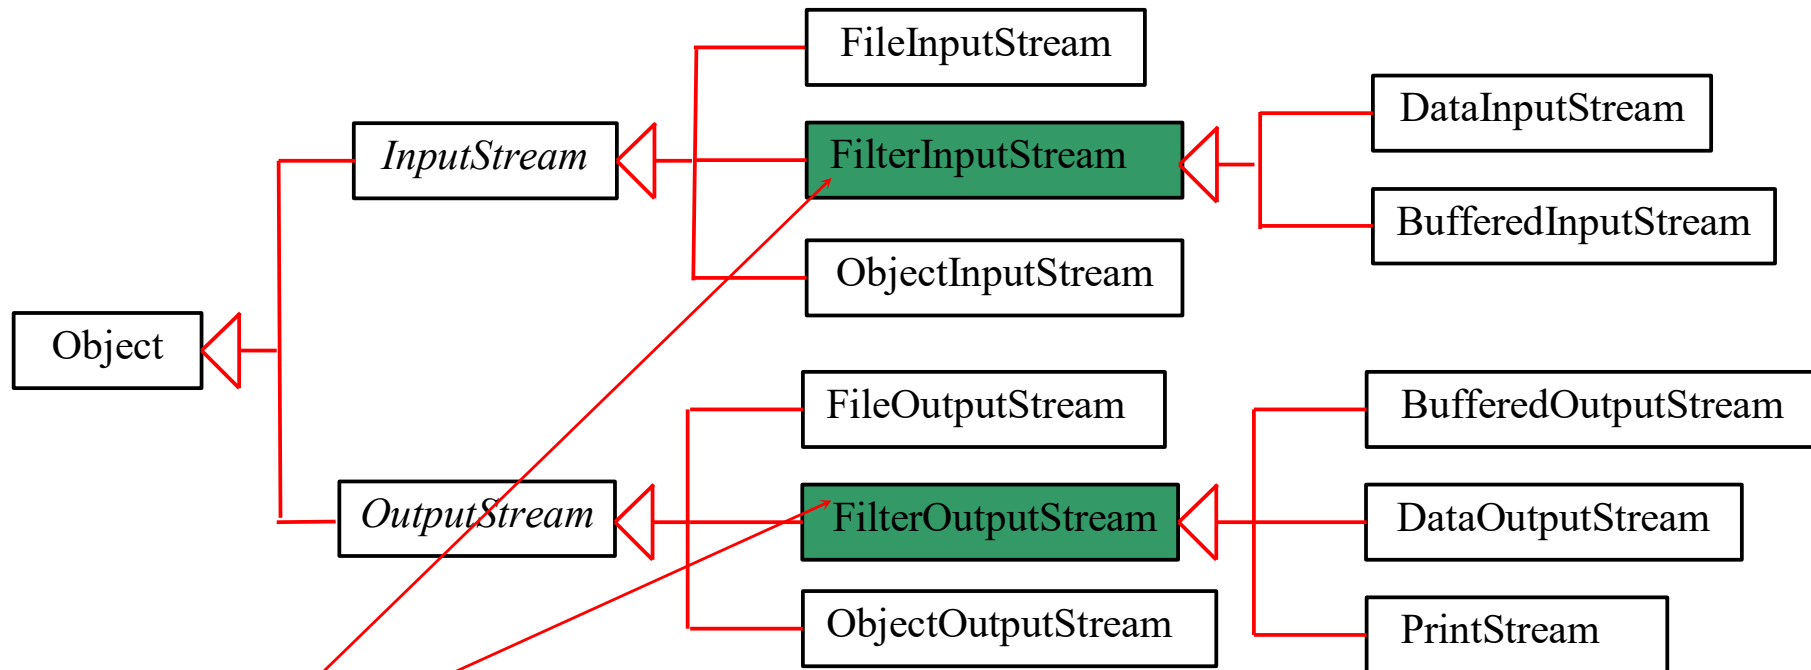 FileInputStream
DataInputStream
InputStream
FilterInputStream
BufferedInputStream
ObjectInputStream
Object
FileOutputStream
BufferedOutputStream
OutputStream
FilterOutputStream
DataOutputStream
ObjectOutputStream
PrintStream